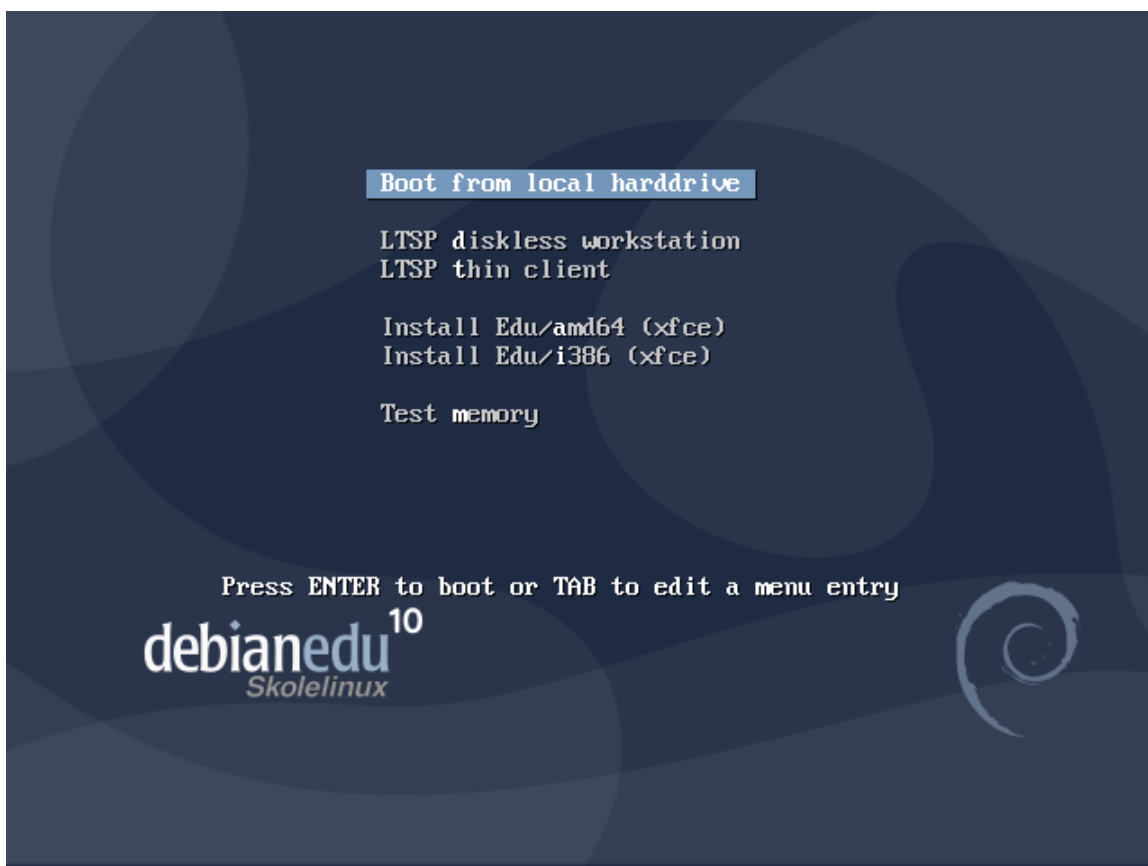 Boot from local harddrive
LTSP diskless workstation
LTSP thin client
Install Edu/amd64 (xfce)
Install Edu/i386 (xfce)
Test memory
Press ENTER to boot or TAB to edit a menu entry
debianedu 10
Skolelinux